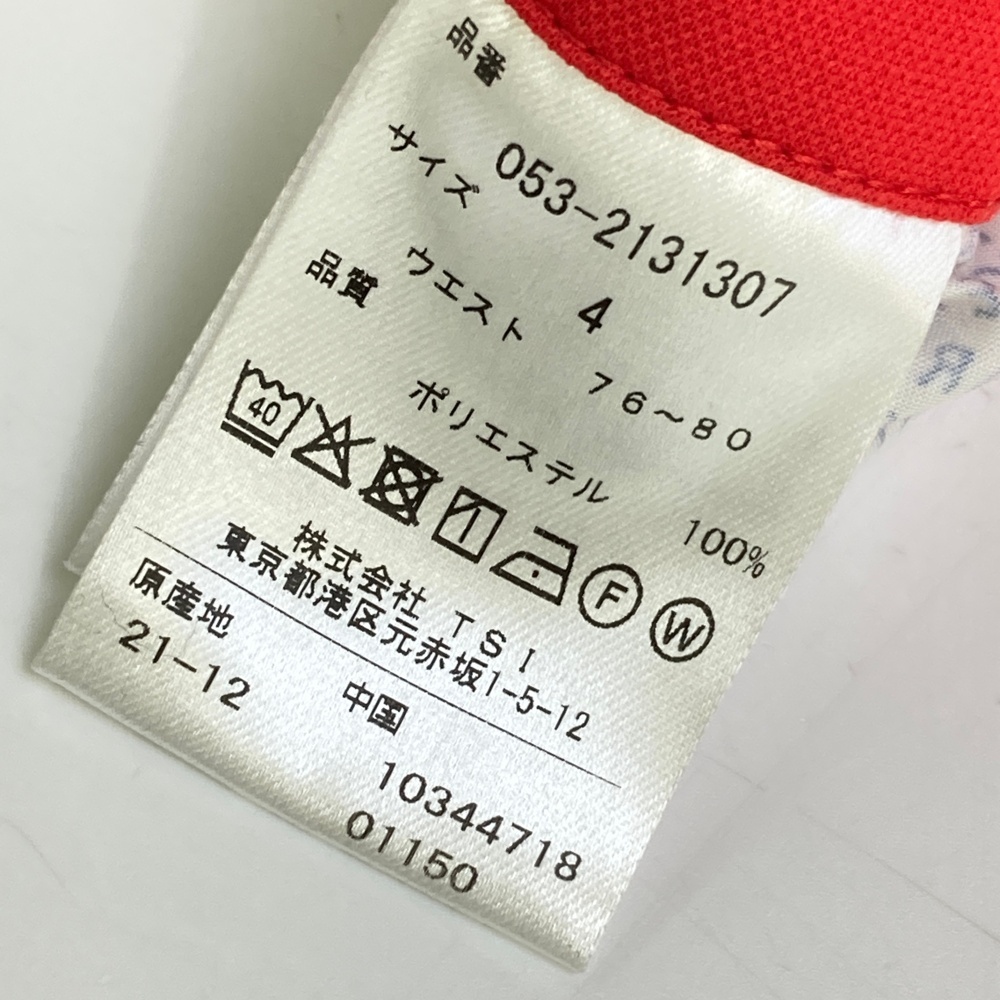 品番
053-2131307
サイズ 4
ウエスト 76~80
品質
ポリエステル 100%
40
F W
株式会社 TSI
東京都港区元赤坂1-5-12
原産地 中国
21-12 10344718
01150